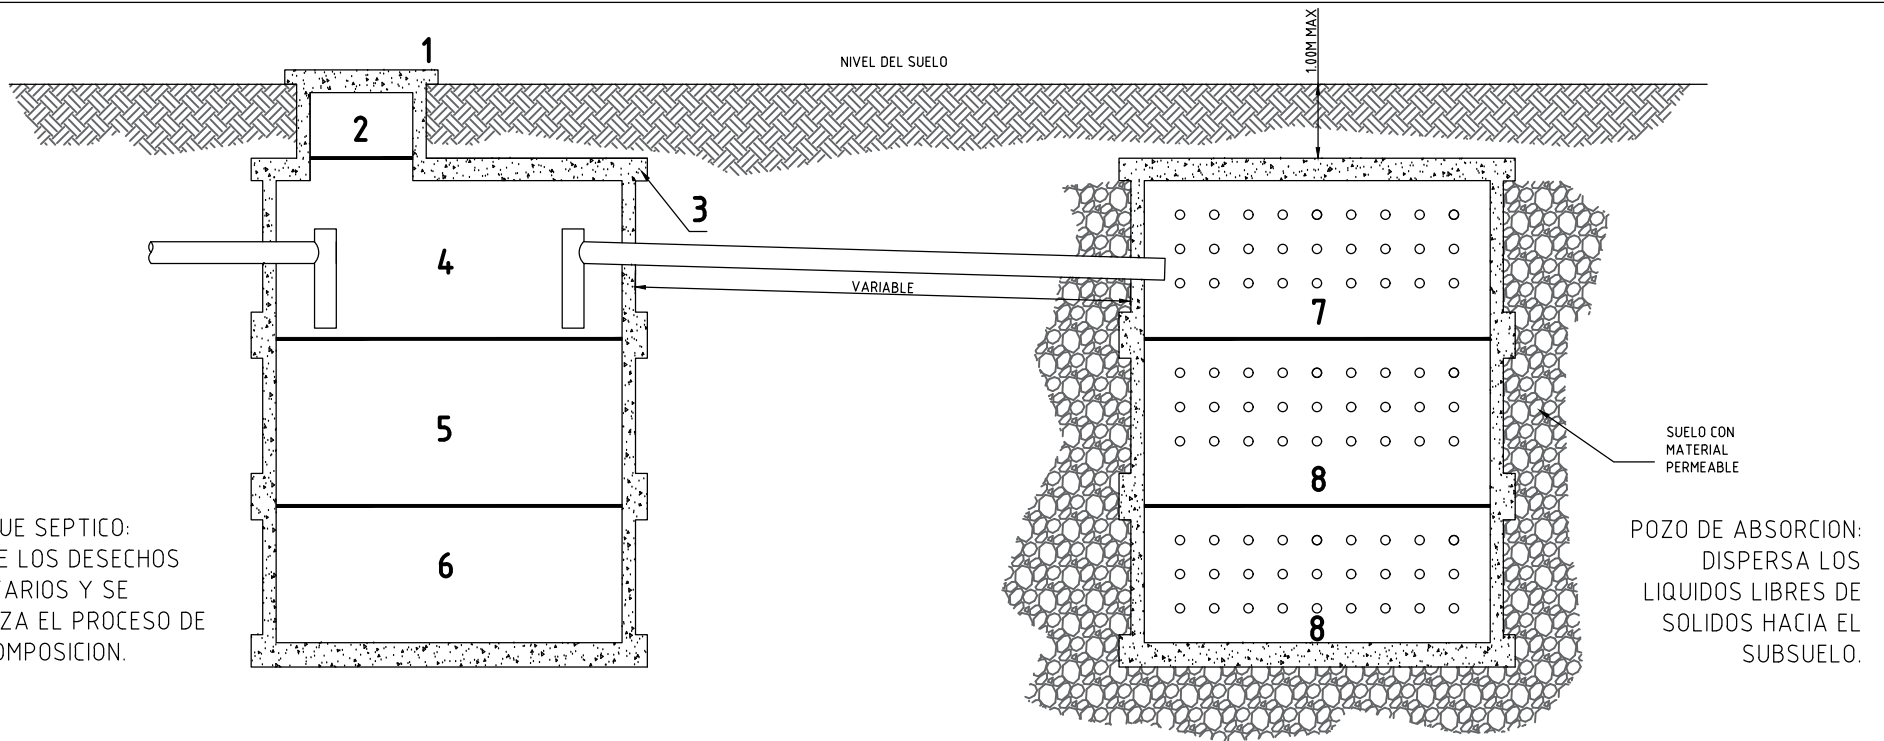 1
NIVEL DEL SUELO
1.00M MAX
2
3
4
VARIABLE
7
5
8
SUELO CON
MATERIAL
PERMEABLE
6
8
UE SEPTICO:
E LOS DESECHOS
TARIOS Y SE
ZA EL PROCESO DE
OMPOSICION.
POZO DE ABSORCION:
DISPERSA LOS
LIQUIDOS LIBRES DE
SOLIDOS HACIA EL
SUBSUELO.